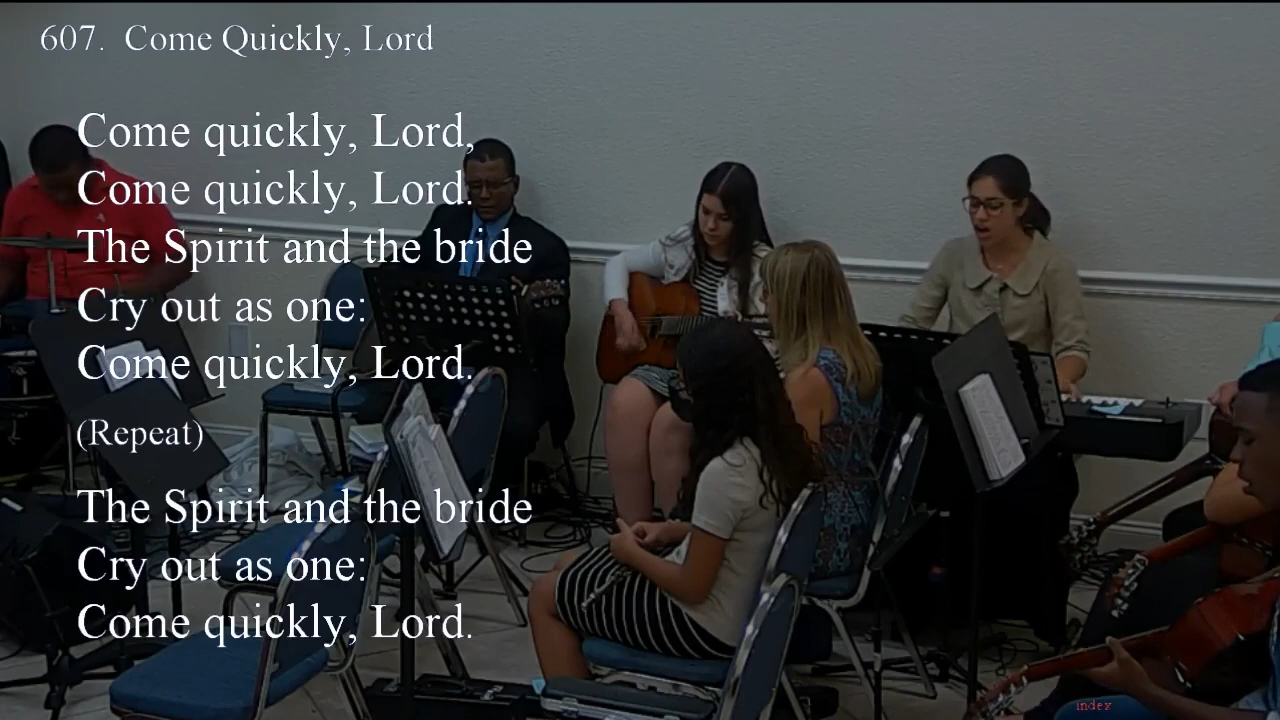 607. Come Quickly, Lord
Come quickly, Lord,
Come quickly, Lord.
The Spirit and the bride
Cry out as one:
Come quickly, Lord.
(Repeat)
The Spirit and the bride
Cry out as one:
Come quickly, Lord.
index